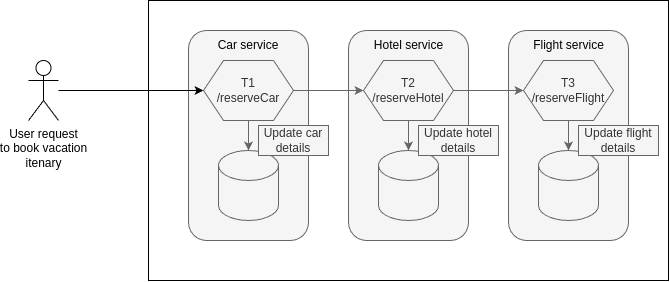 Car service
Hotel service
Flight service
T1
/reserveCar
T2
/reserveHotel
T3
/reserveFlight
User request
to book vacation
itenary
Update car
details
Update hotel
details
Update flight
details